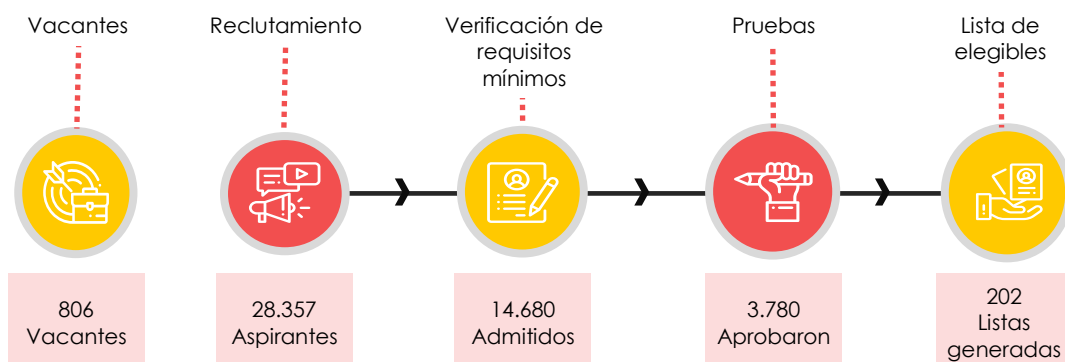 Vacantes
Reclutamiento
Verificación de
requisitos
mínimos
Pruebas
Lista de
elegibles
806
Vacantes
28.357
Aspirantes
14.680
Admitidos
3.780
Aprobaron
202
Listas
generadas